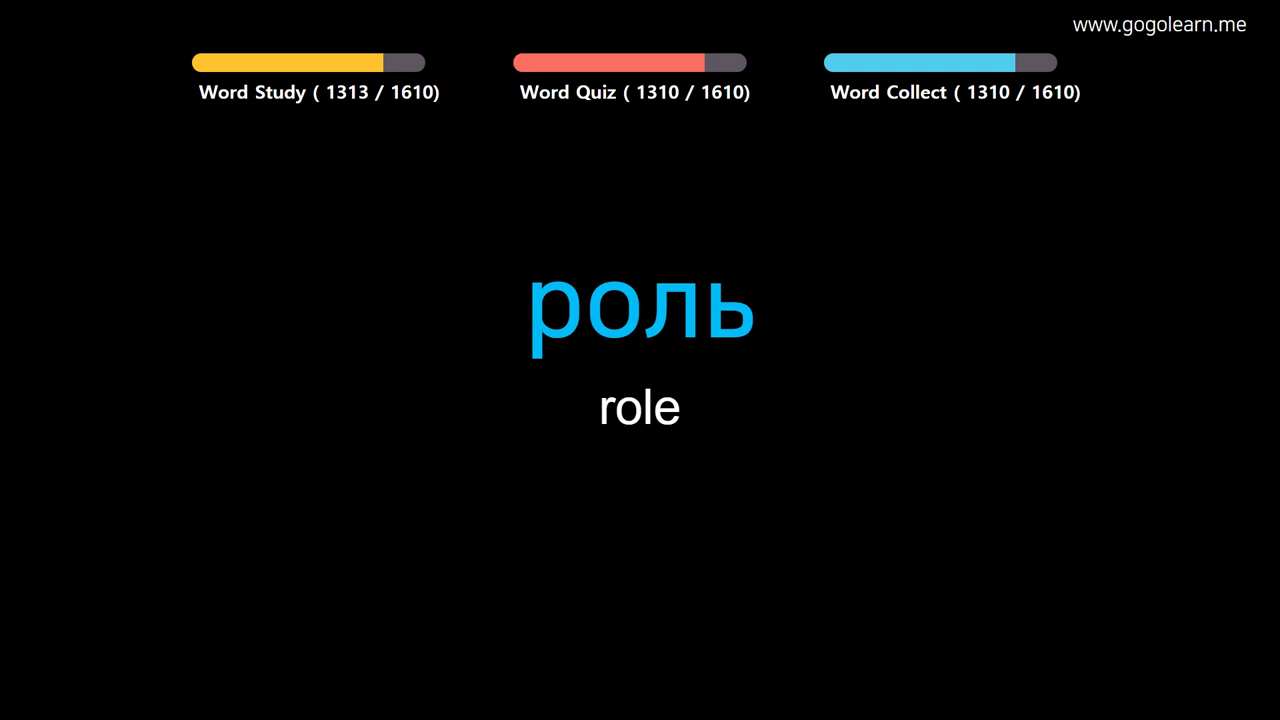 www.gogolearn.me
Word Study ( 1313 / 1610)
Word Quiz ( 1310 / 1610)
Word Collect ( 1310 / 1610)
роль
role